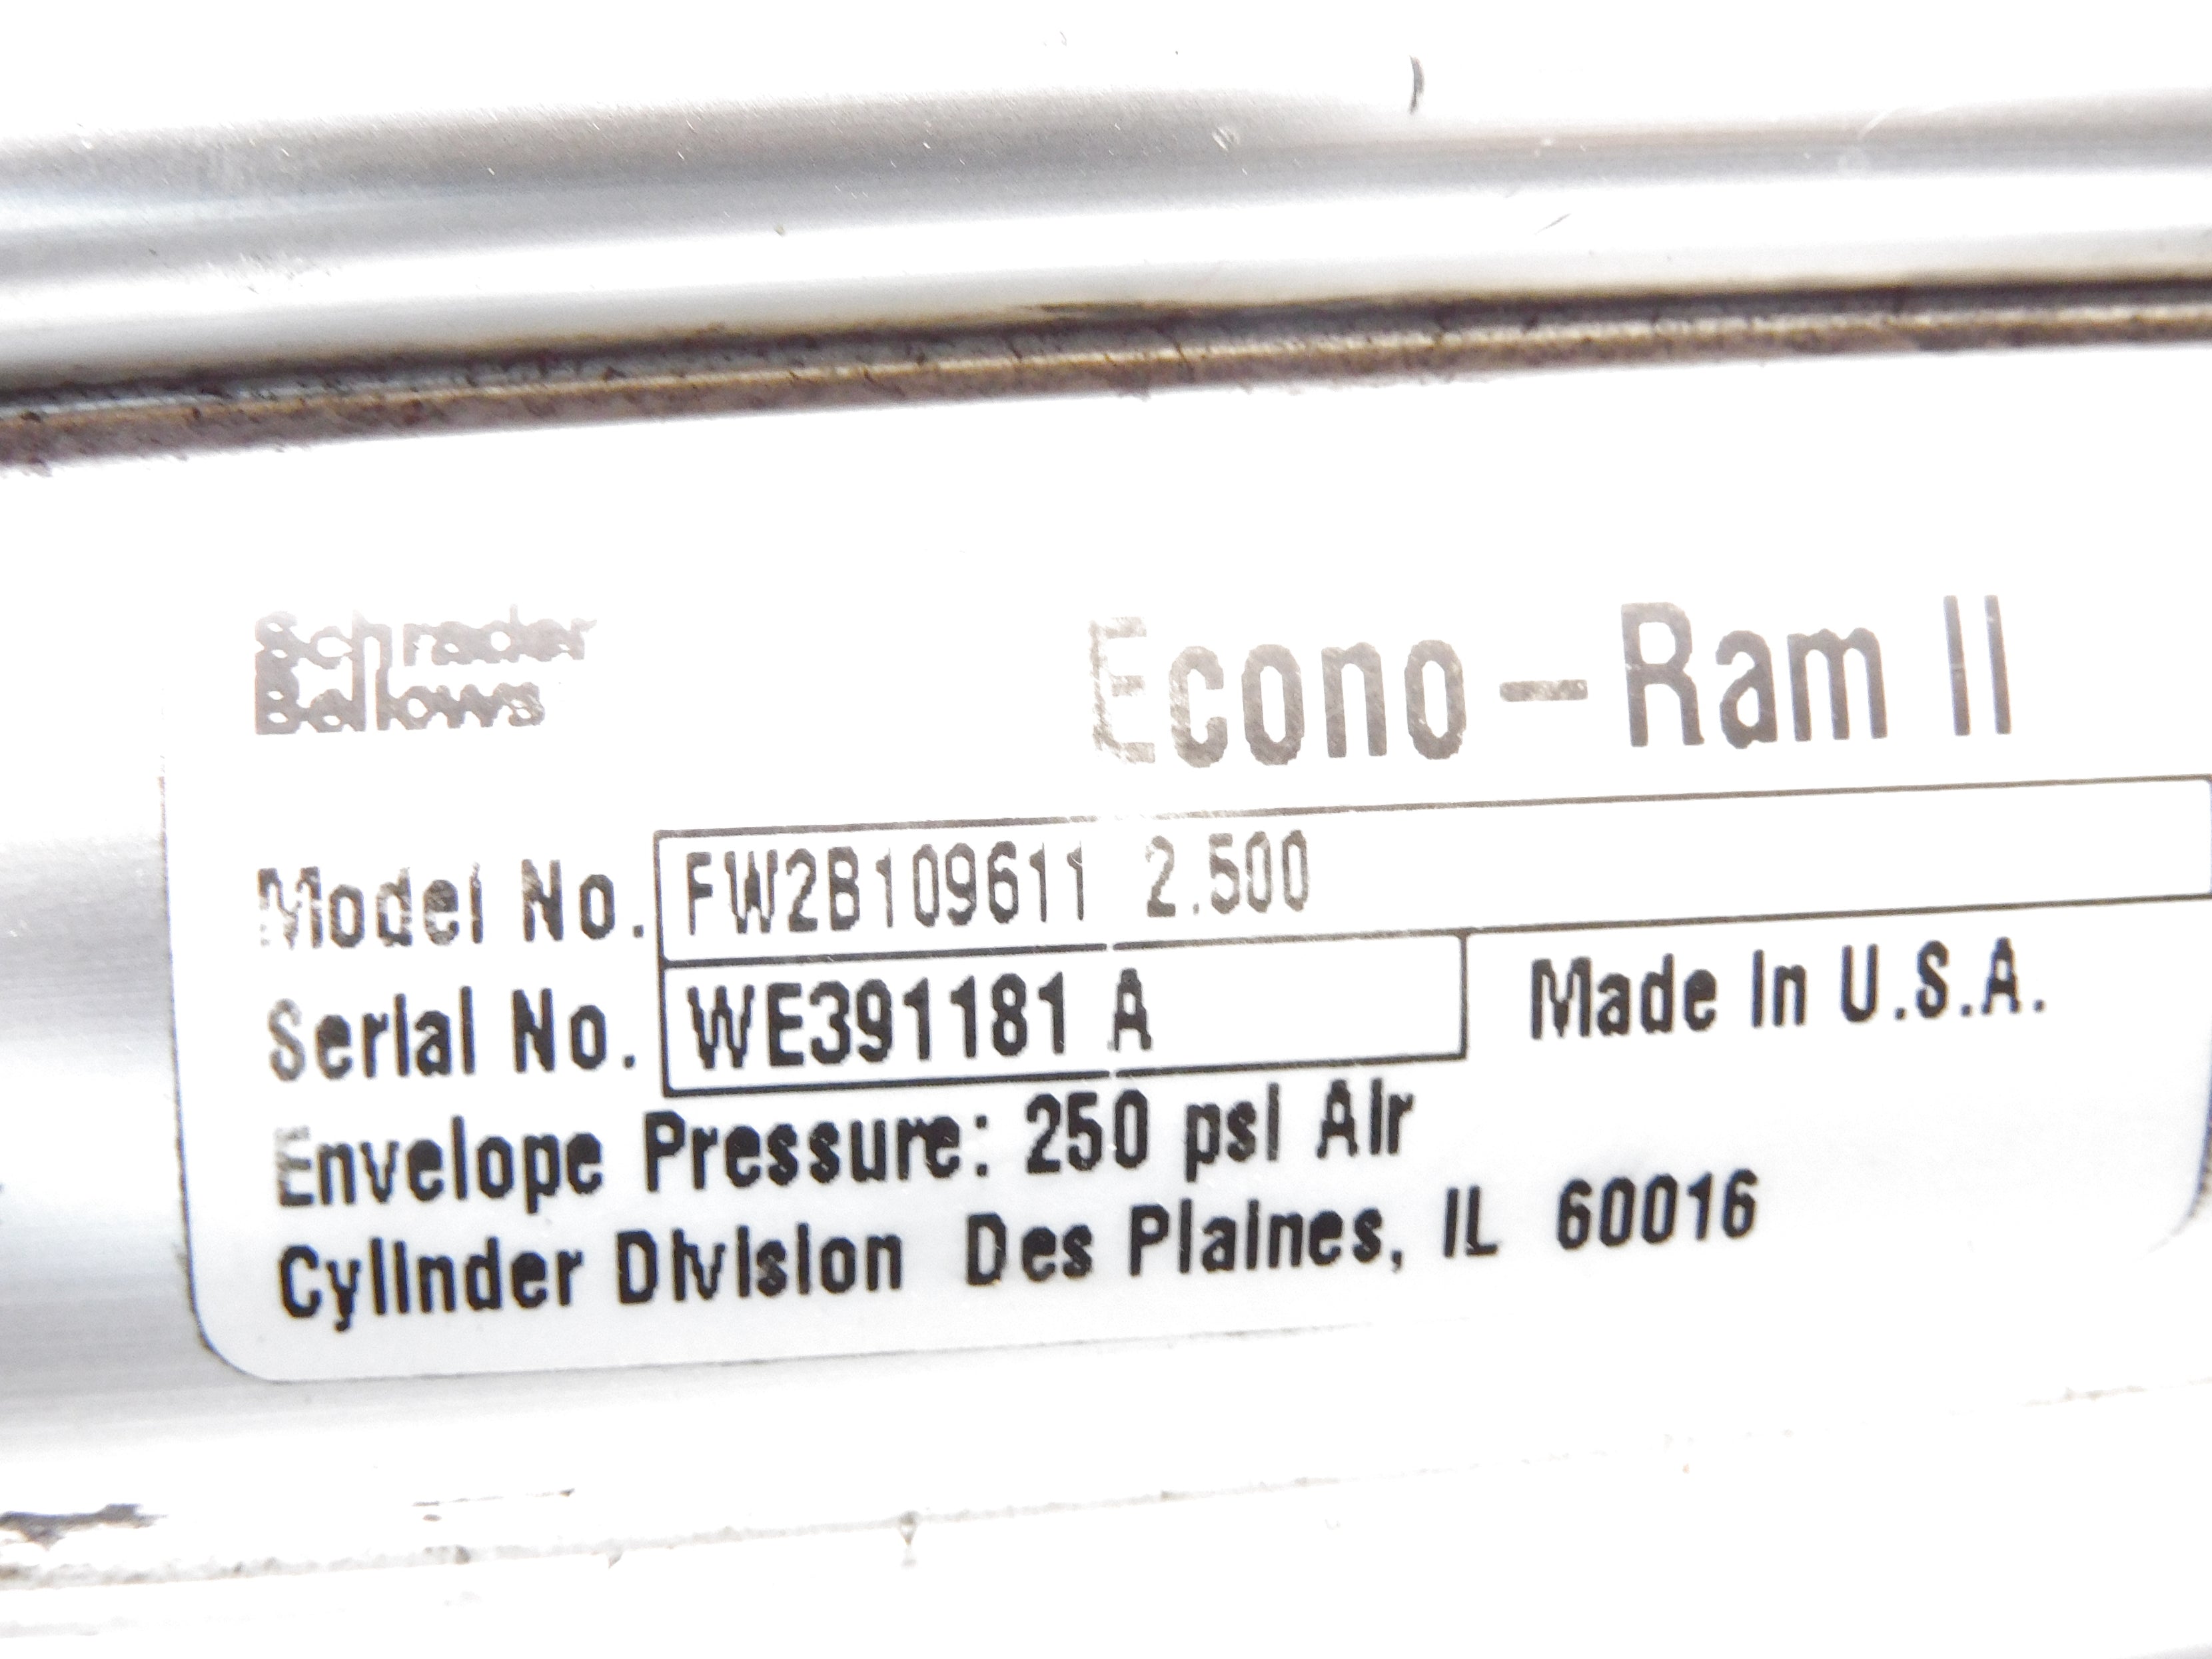 Schrader
Bellows
Econo-Ram II
Model No. FW2B109611 2.500
Serial No. WE391181 A
Made In U.S.A.
Envelope Pressure: 250 psi Air
Cylinder Division Des Plaines, IL 60016